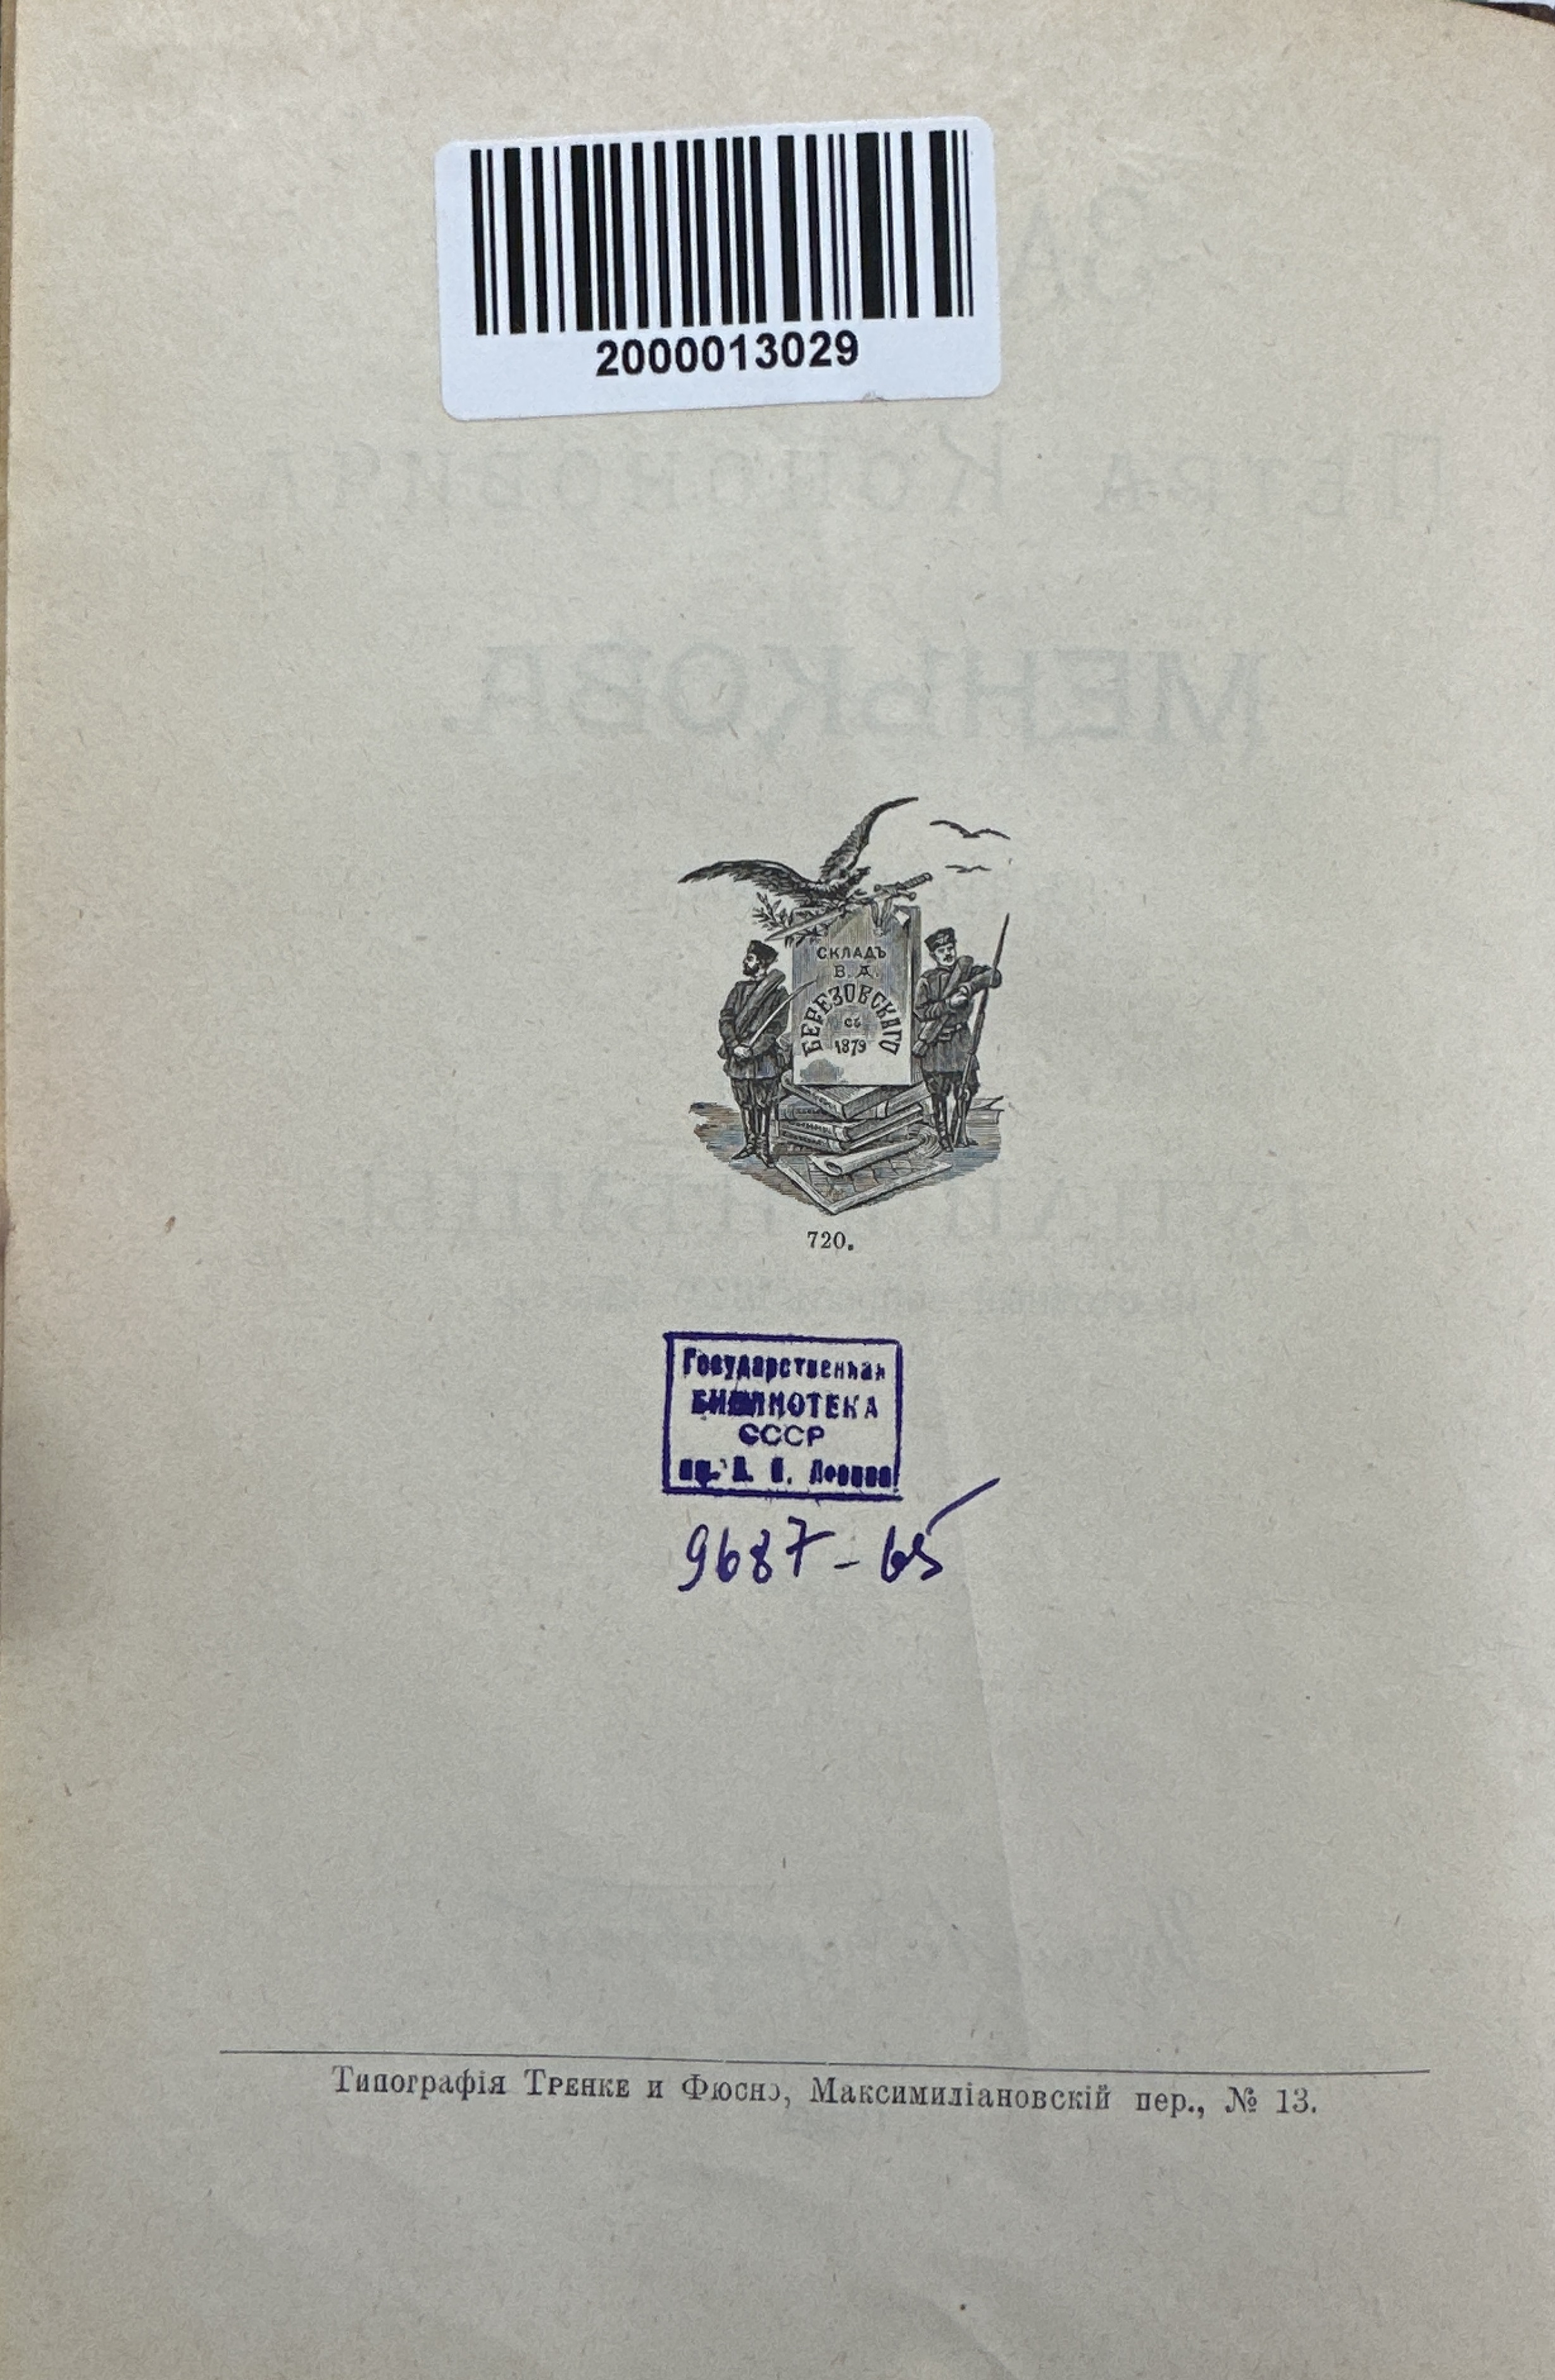 2000013029
СКЛАДЪ
В. А.
БЕРЕЗОВСКАГО
съ
1879
720.
Государственная
БИБЛИОТЕКА
СССР
им. В. И. Ленина
9687-65
Типографія Тренке и Фюсно, Максимиліановскій пер., № 13.